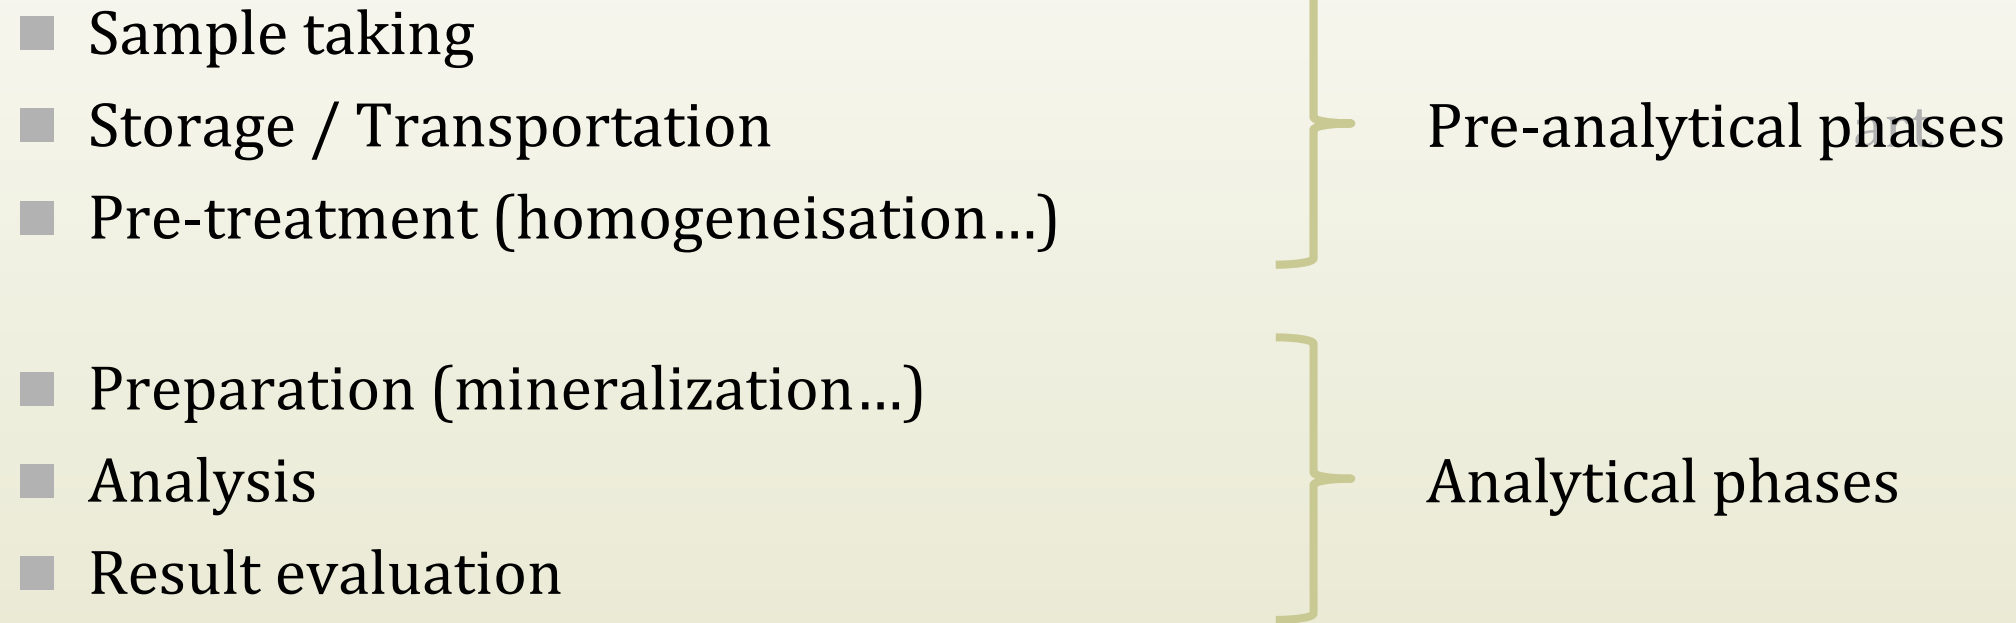 Sample taking
Storage / Transportation
Pre-analytical phases
Pre-treatment (homogeneisation…)
Preparation (mineralization…)
Analysis
Analytical phases
Result evaluation